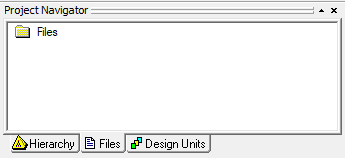 Project Navigator
Files
Hierarchy Files Design Units